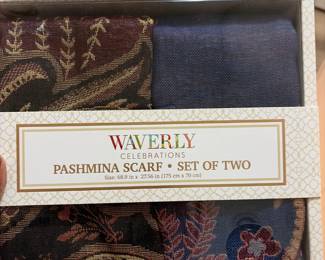 WAVERLY
CELEBRATIONS
PASHMINA SCARF • SET OF TWO
Size: 68.9 in x 27.56 in (175 cm x 70 cm)